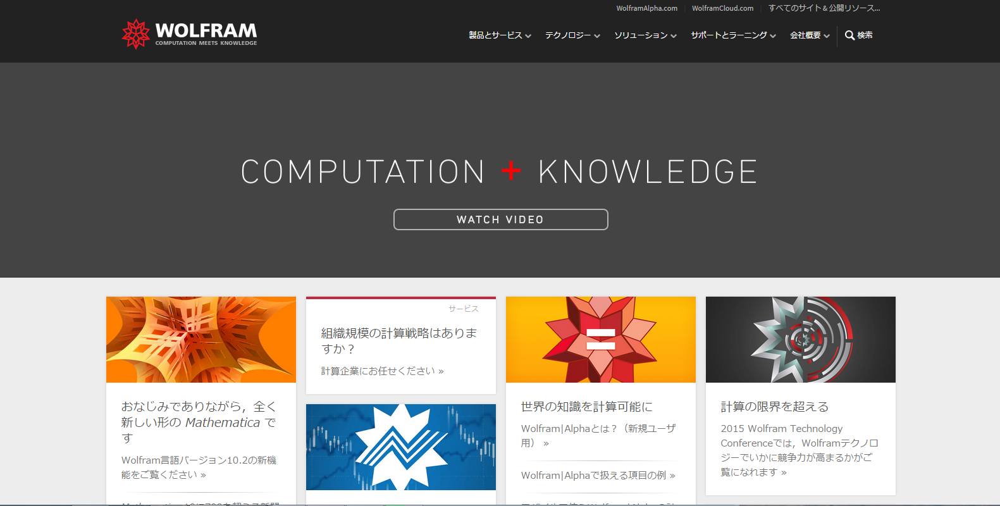 WolframAlpha.com
WolframCloud.com
すべてのサイト & 公開リソース...
WOLFRAM
COMPUTATION MEETS KNOWLEDGE
製品とサービス
テクノロジー
ソリューション
サポートとラーニング
会社概要
検索
COMPUTATION + KNOWLEDGE
WATCH VIDEO
おなじみでありながら，全く
新しい形の Mathematica で
す
Wolfram言語バージョン10.2の新機
能をご覧ください »
サービス
組織規模の計算戦略はありま
すか？
計算企業にお任せください »
世界の知識を計算可能に
Wolfram|Alphaとは？（新規ユーザ
用） »
Wolfram|Alphaで扱える項目の例 »
計算の限界を超える
2015 Wolfram Technology
Conferenceでは，Wolframテクノロ
ジーでいかに競争力が高まるかがご
覧になれます »